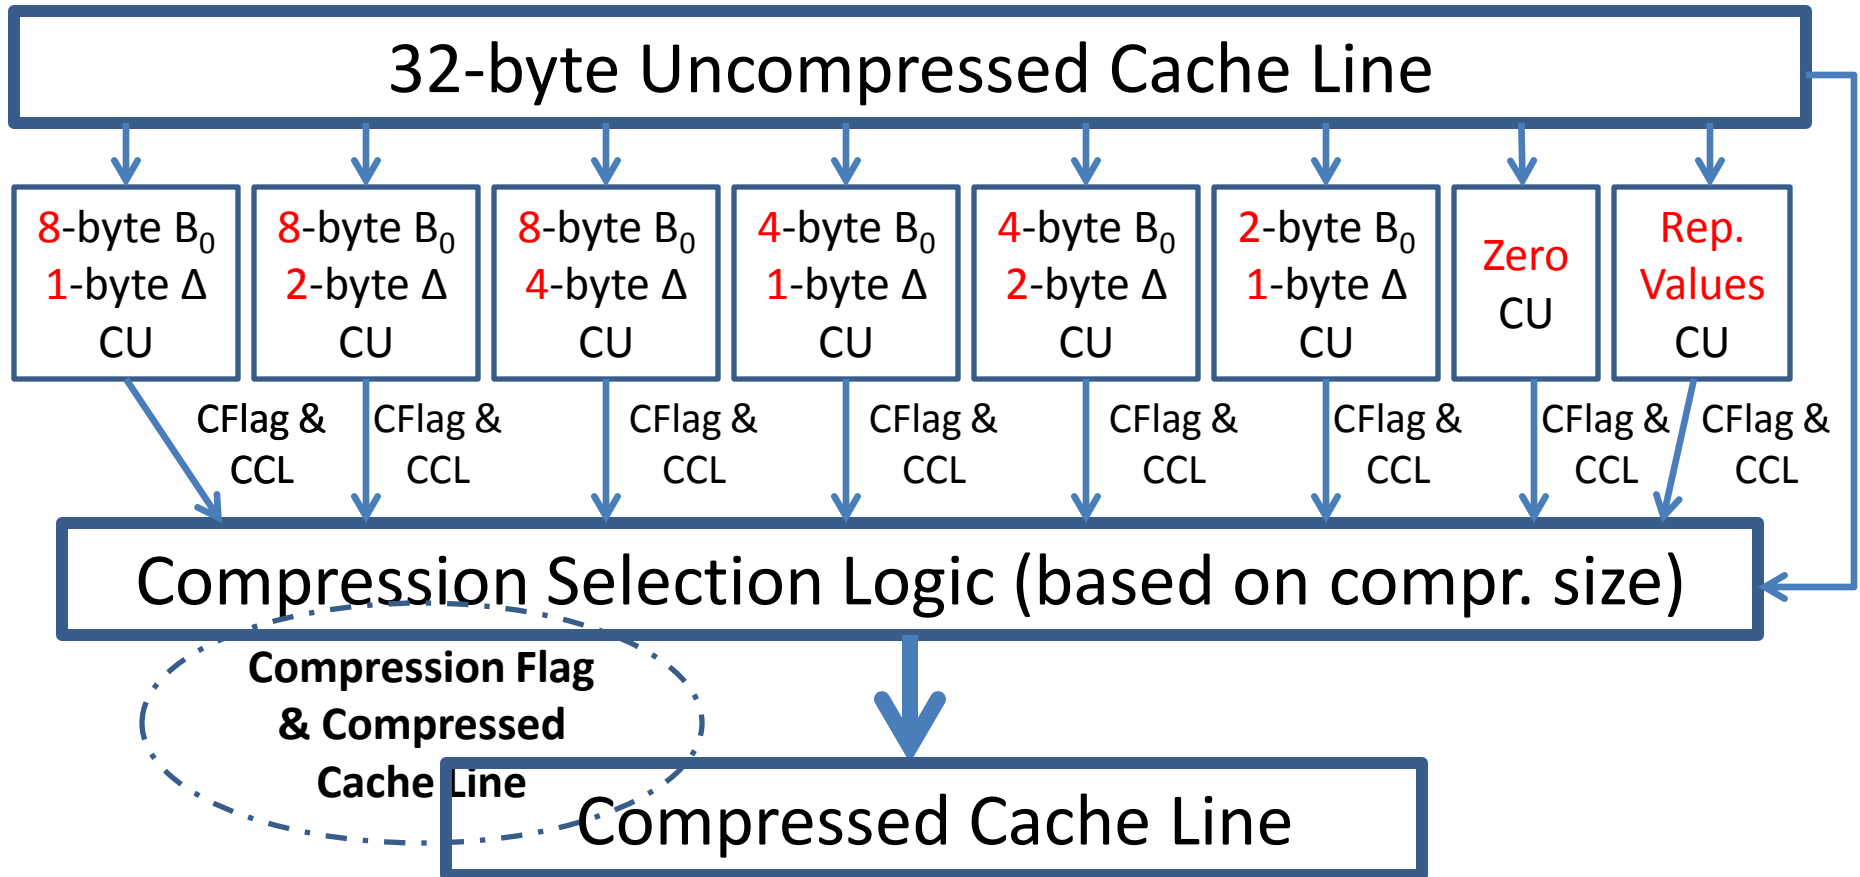 32-byte Uncompressed Cache Line
8-byte B₀
1-byte Δ
CU
8-byte B₀
2-byte Δ
CU
8-byte B₀
4-byte Δ
CU
4-byte B₀
1-byte Δ
CU
4-byte B₀
2-byte Δ
CU
2-byte B₀
1-byte Δ
CU
Zero
CU
Rep.
Values
CU
CFlag &
CCL
CFlag &
CCL
CFlag &
CCL
CFlag &
CCL
CFlag &
CCL
CFlag &
CCL
CFlag &
CCL
CFlag &
CCL
Compression Selection Logic (based on compr. size)
Compression Flag
& Compressed
Cache Line
Compressed Cache Line